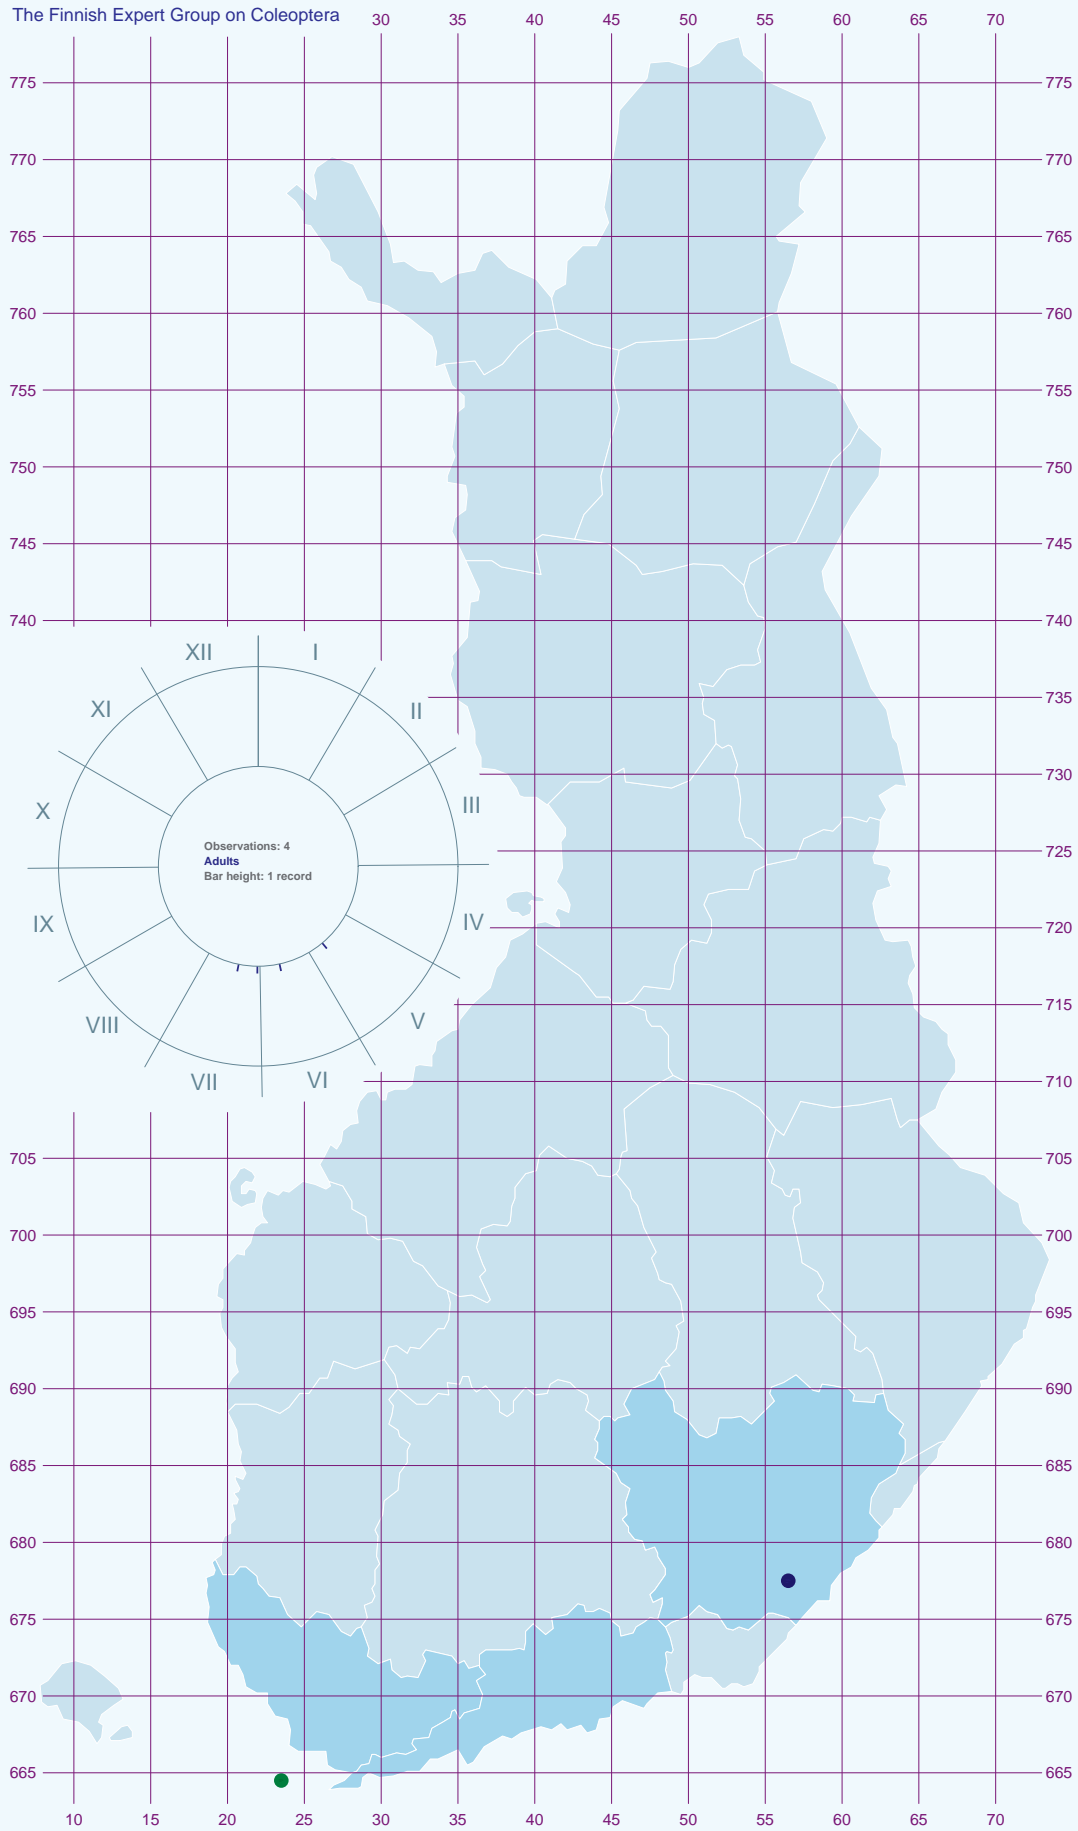 The Finnish Expert Group on Coleoptera
30 35 40 45 50 55 60 65 70
775 775
770 770
765 765
760 760
755 755
750 750
745 745
740 740
XII I
XI II
735
X III
730
Observations: 4
Adults
Bar height: 1 record
725
IX IV
720
VIII V
715
VII VI
710
705 705
700 700
695 695
690 690
685 685
680 680
675 675
670 670
665 665
10 15 20 25 30 35 40 45 50 55 60 65 70